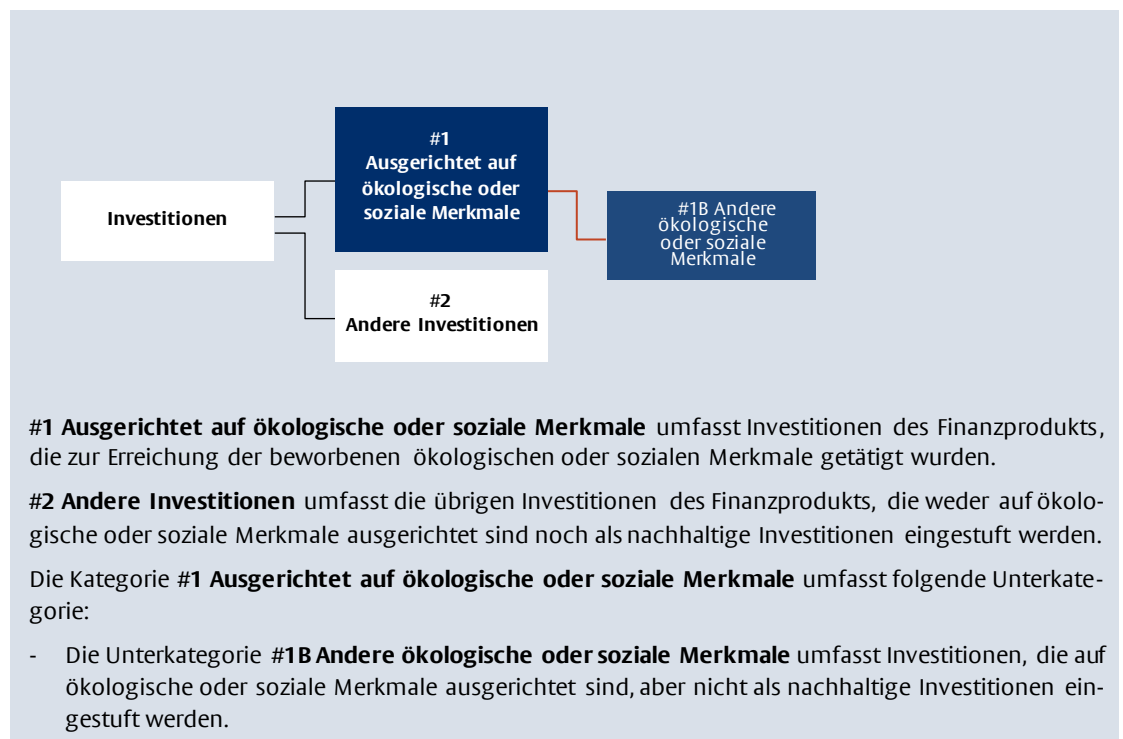 #1
Ausgerichtet auf
ökologische oder
soziale Merkmale
Investitionen
#1B Andere
ökologische
oder soziale
Merkmale
#2
Andere Investitionen
#1 Ausgerichtet auf ökologische oder soziale Merkmale umfasst Investitionen des Finanzprodukts,
die zur Erreichung der beworbenen ökologischen oder sozialen Merkmale getätigt wurden.
#2 Andere Investitionen umfasst die übrigen Investitionen des Finanzprodukts, die weder auf ökolo-
gische oder soziale Merkmale ausgerichtet sind noch als nachhaltige Investitionen eingestuft werden.
Die Kategorie #1 Ausgerichtet auf ökologische oder soziale Merkmale umfasst folgende Unterkate-
gorie:
- Die Unterkategorie #1B Andere ökologische oder soziale Merkmale umfasst Investitionen, die auf
ökologische oder soziale Merkmale ausgerichtet sind, aber nicht als nachhaltige Investitionen ein-
gestuft werden.